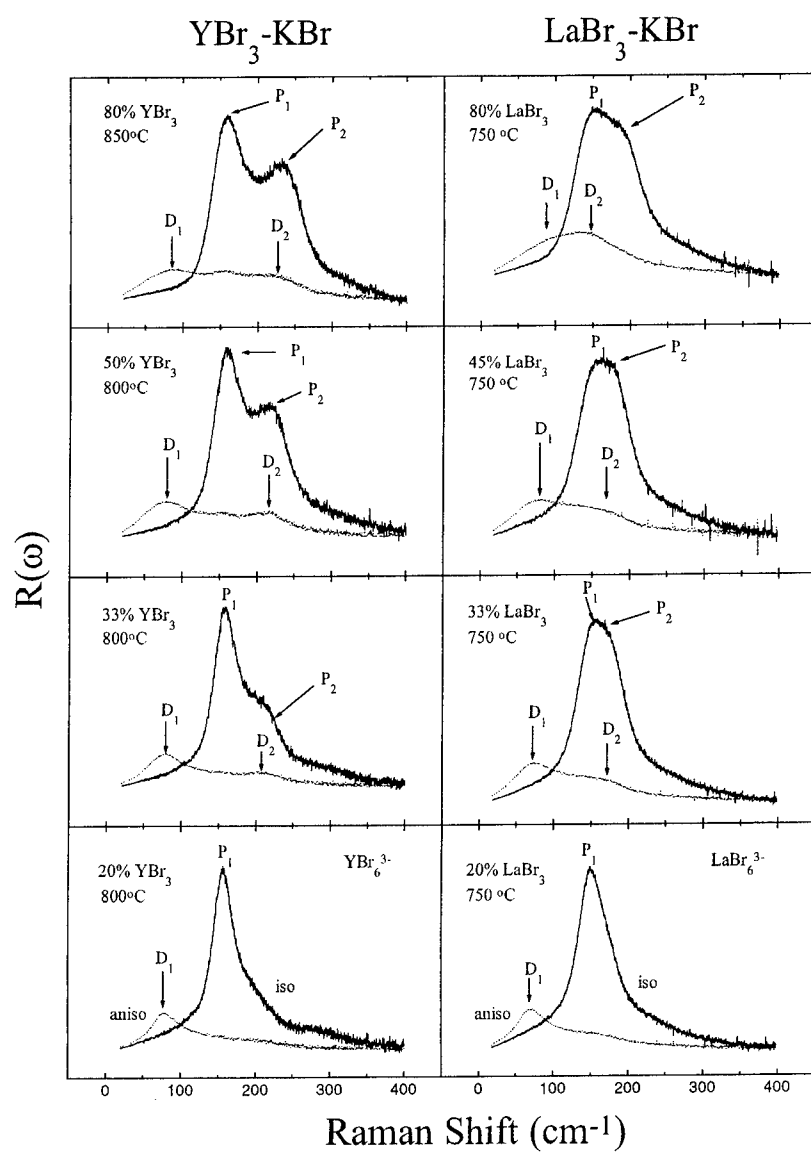 YBr₃-KBr
LaBr₃-KBr
80% YBr₃
850°C
P₁
P₂
D₁
D₂
80% LaBr₃
750 °C
P₁
P₂
D₁
D₂
50% YBr₃
800°C
P₁
P₂
D₁
D₂
45% LaBr₃
750 °C
P₁
P₂
D₁
D₂
33% YBr₃
800°C
P₁
P₂
D₁
D₂
33% LaBr₃
750 °C
P₁
P₂
D₁
D₂
20% YBr₃
800°C
P₁
YBr₆³⁻
D₁
aniso
iso
20% LaBr₃
750 °C
P₁
LaBr₆³⁻
D₁
aniso
iso
R(ω)
0 100 200 300 400
0 100 200 300 400
Raman Shift (cm⁻¹)